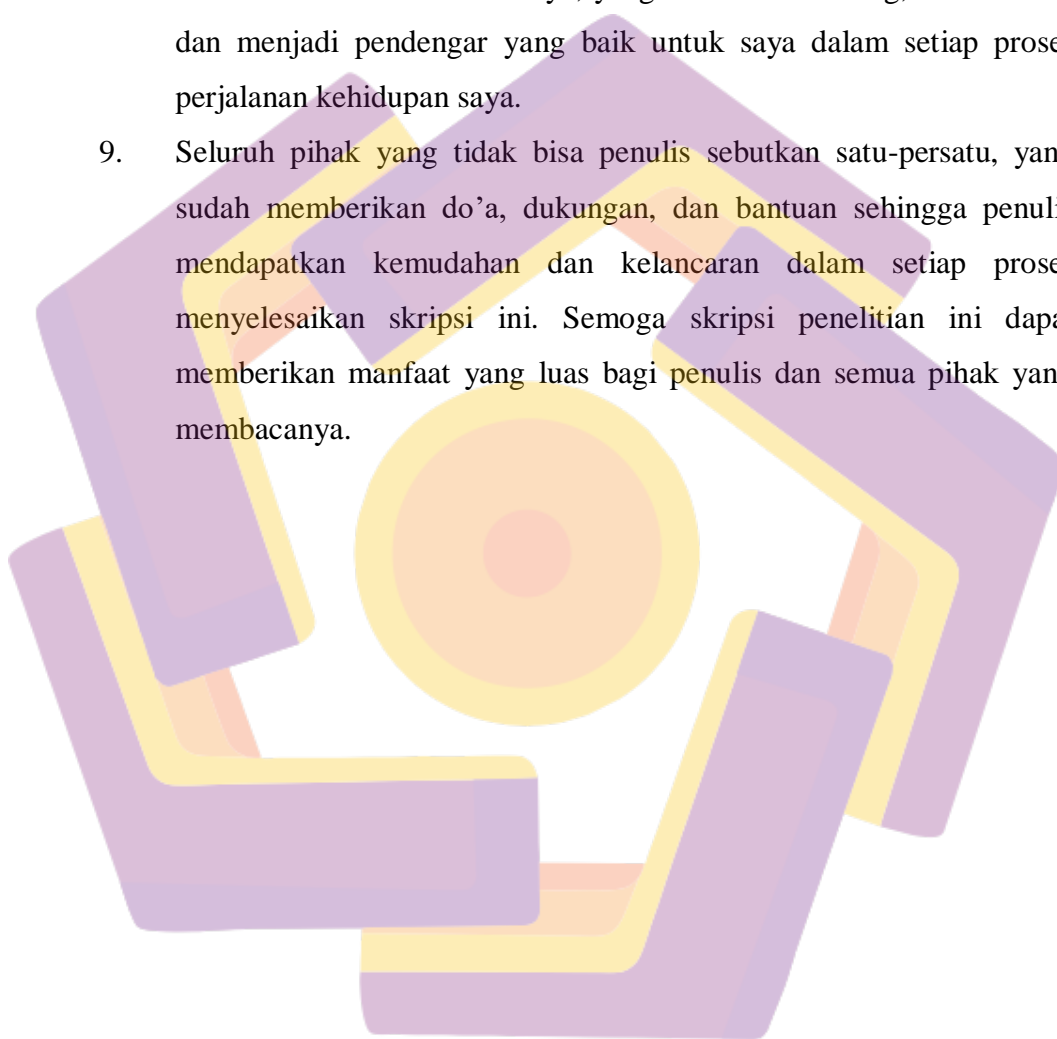 dan menjadi pendengar yang baik untuk saya dalam setiap prose
perjalanan kehidupan saya.
9. Seluruh pihak yang tidak bisa penulis sebutkan satu-persatu, yan
sudah memberikan do’a, dukungan, dan bantuan sehingga penuli
mendapatkan kemudahan dan kelancaran dalam setiap prose
menyelesaikan skripsi ini. Semoga skripsi penelitian ini dapa
memberikan manfaat yang luas bagi penulis dan semua pihak yan
membacanya.